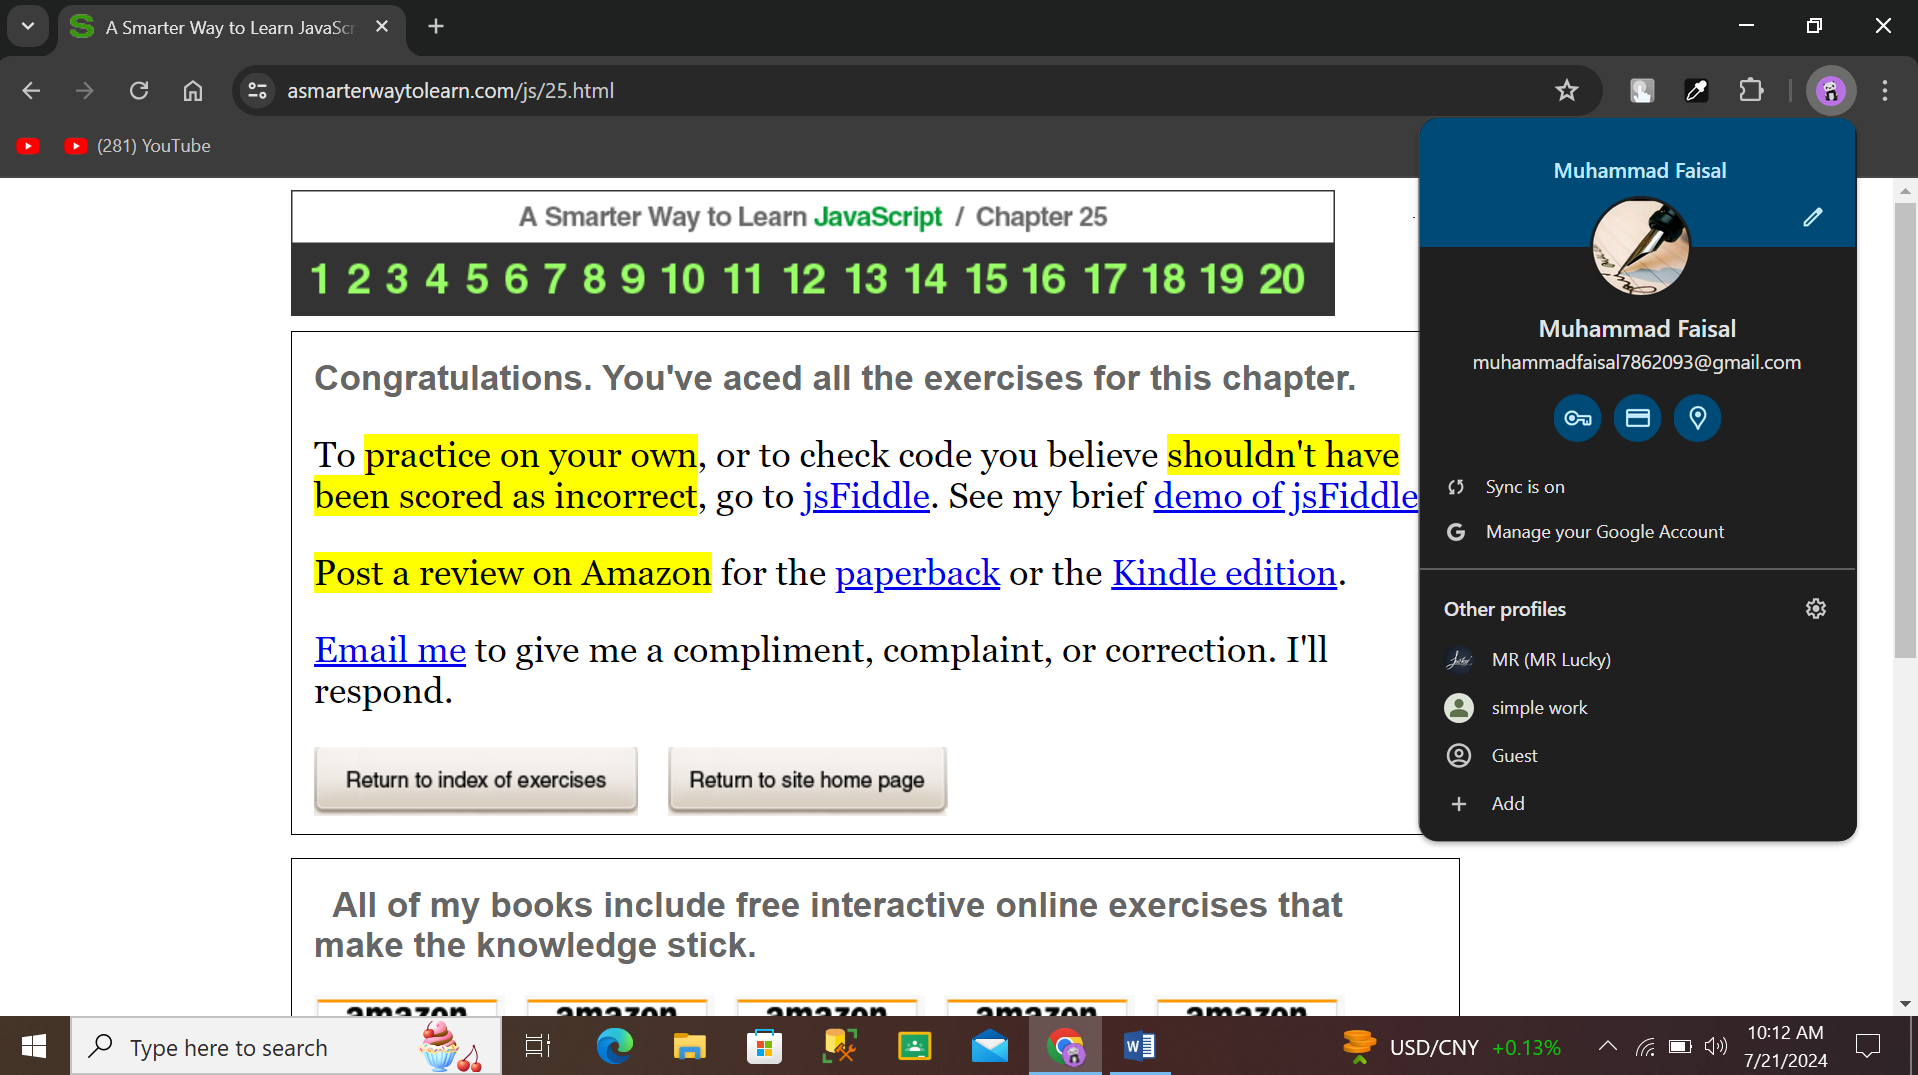 A Smarter Way to Learn JavaScr
asmarterwaytolearn.com/js/25.html
(281) YouTube
A Smarter Way to Learn JavaScript / Chapter 25
1 2 3 4 5 6 7 8 9 10 11 12 13 14 15 16 17 18 19 20
Congratulations. You've aced all the exercises for this chapter.
To practice on your own, or to check code you believe shouldn't have
been scored as incorrect, go to jsFiddle. See my brief demo of jsFiddle
Post a review on Amazon for the paperback or the Kindle edition.
Email me to give me a compliment, complaint, or correction. I'll
respond.
Return to index of exercises
Return to site home page
All of my books include free interactive online exercises that
make the knowledge stick.
amazon amazon amazon amazon amazon
Muhammad Faisal
Muhammad Faisal
muhammadfaisal7862093@gmail.com
Sync is on
G Manage your Google Account
Other profiles
MR (MR Lucky)
simple work
Guest
Add
Type here to search
USD/CNY +0.13%
10:12 AM
7/21/2024